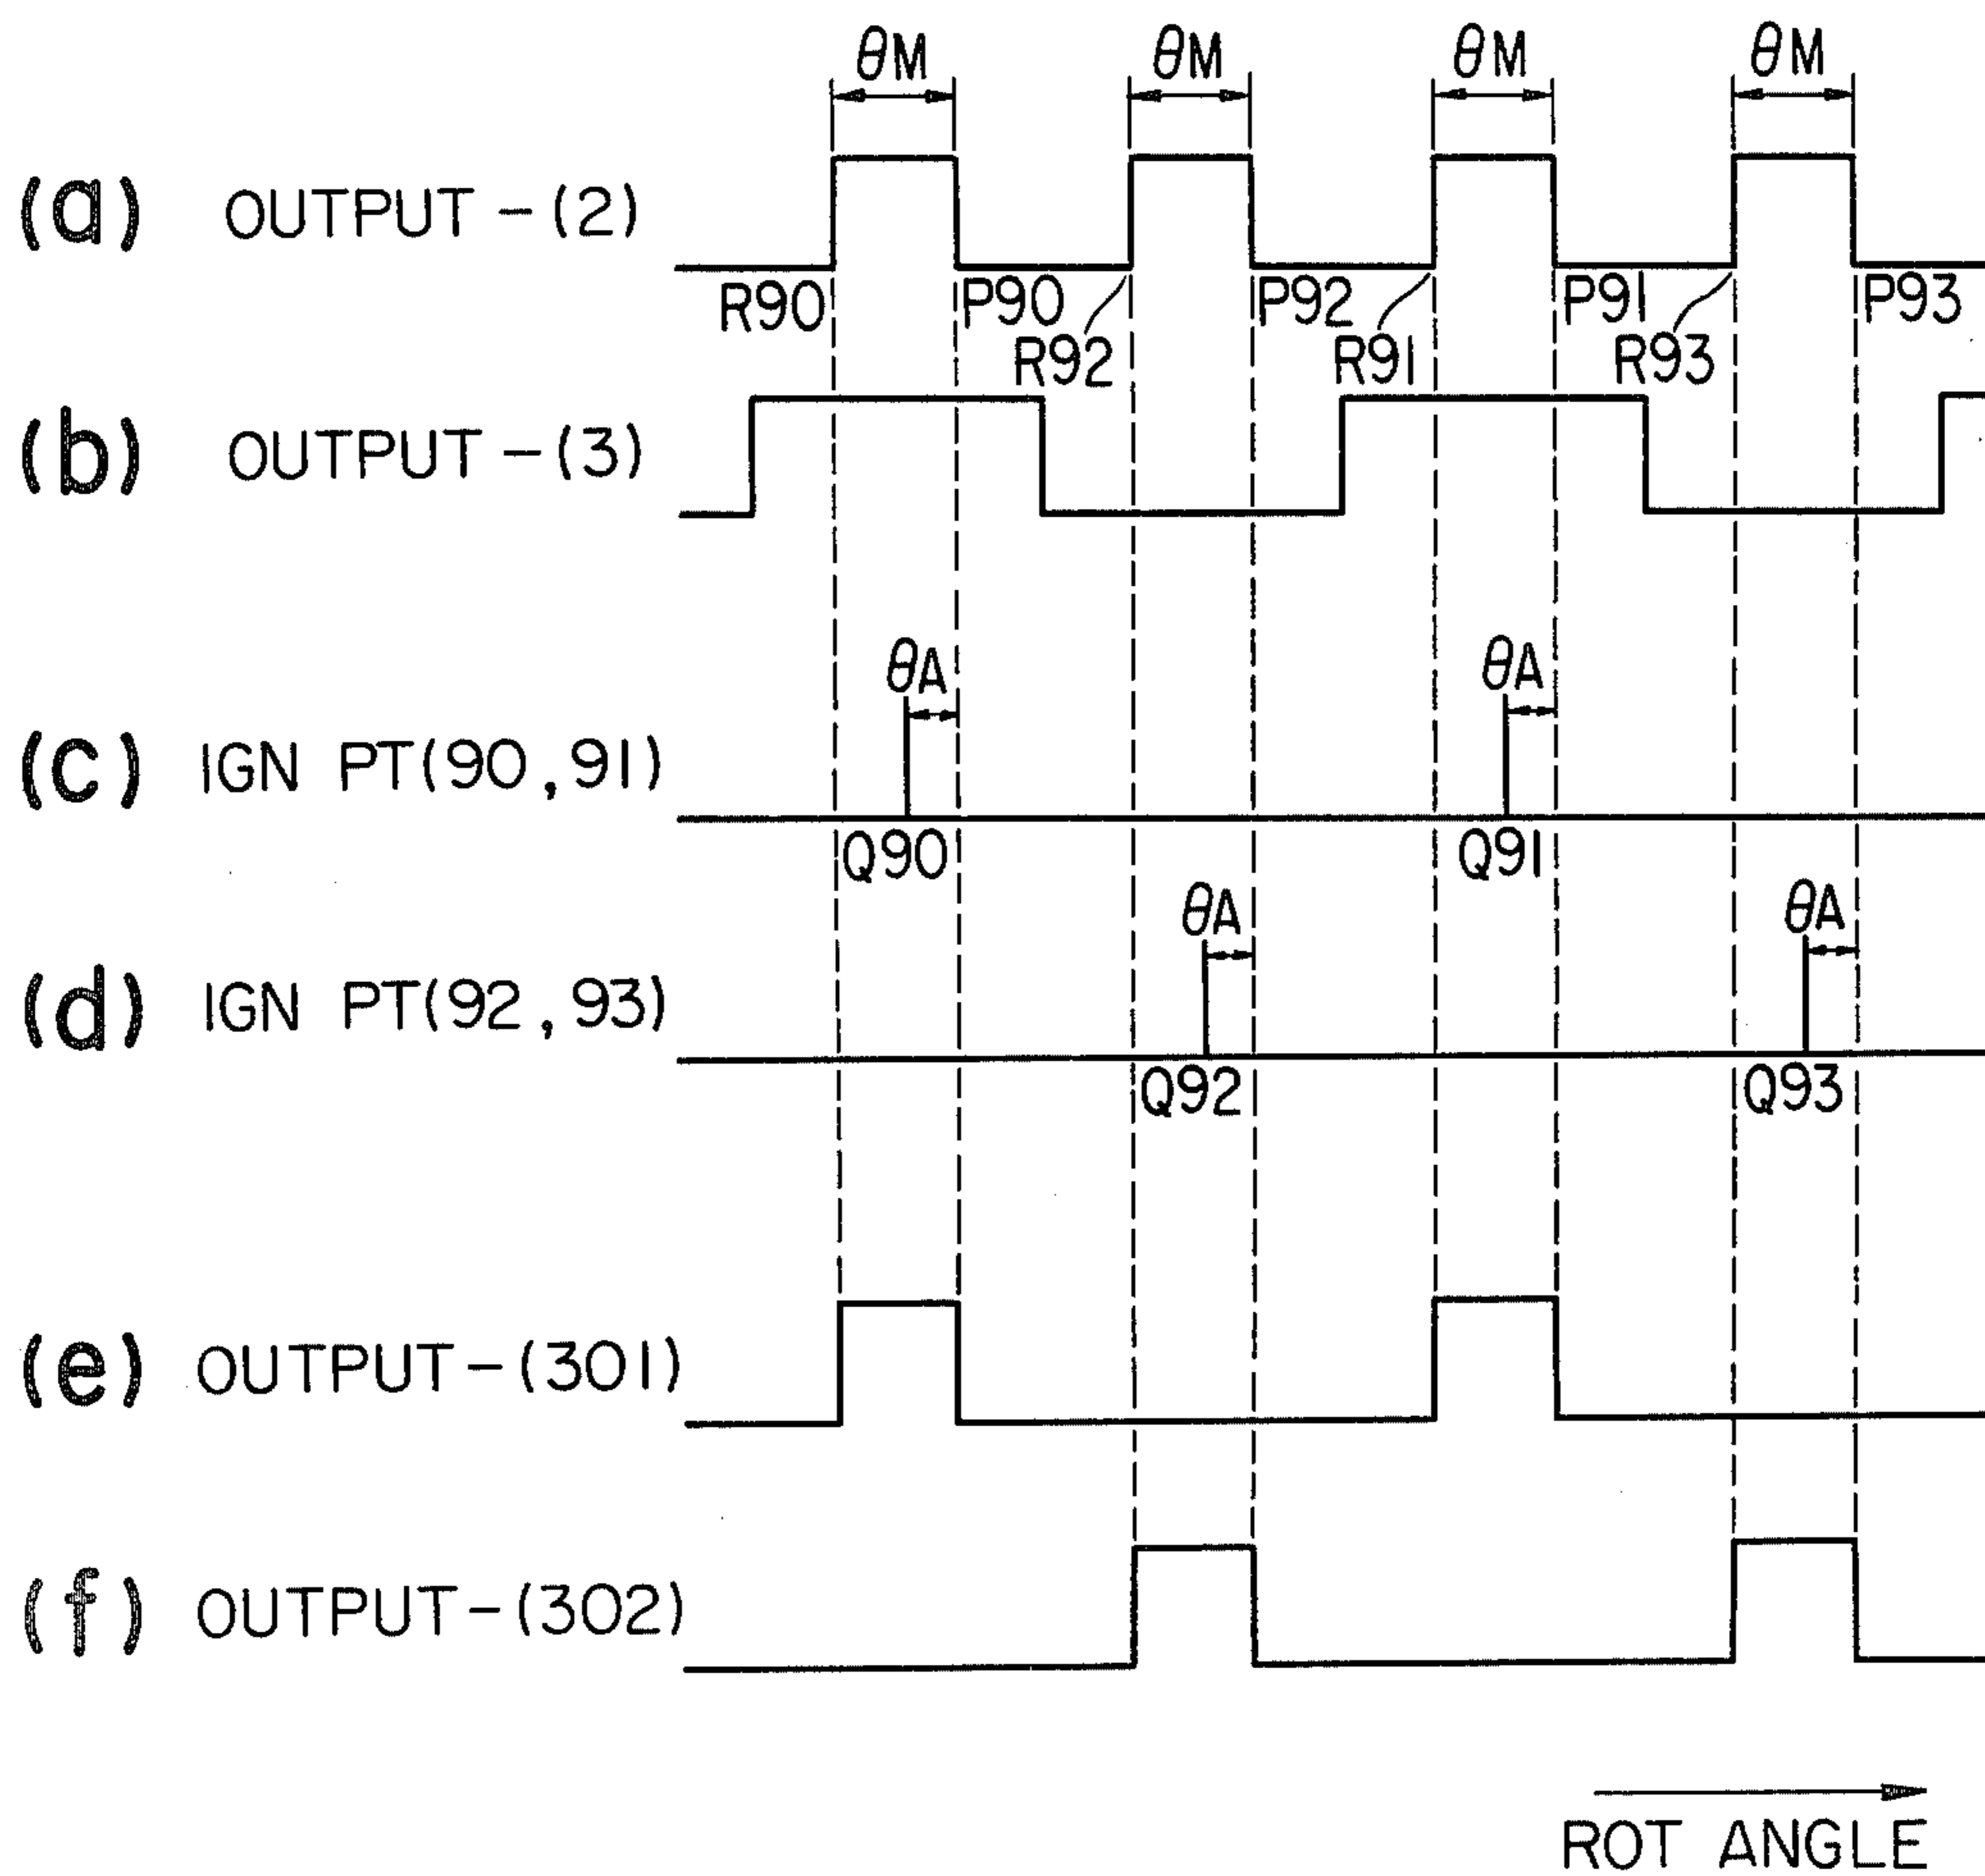 θM θM θM θM
(a) OUTPUT-(2)
R90 P90 R92 P92 R91 P91 R93 P93
(b) OUTPUT-(3)
θA θA
(c) IGN PT(90,91)
Q90 Q91
θA θA
(d) IGN PT(92,93)
Q92 Q93
(e) OUTPUT-(301)
(f) OUTPUT-(302)
ROT ANGLE